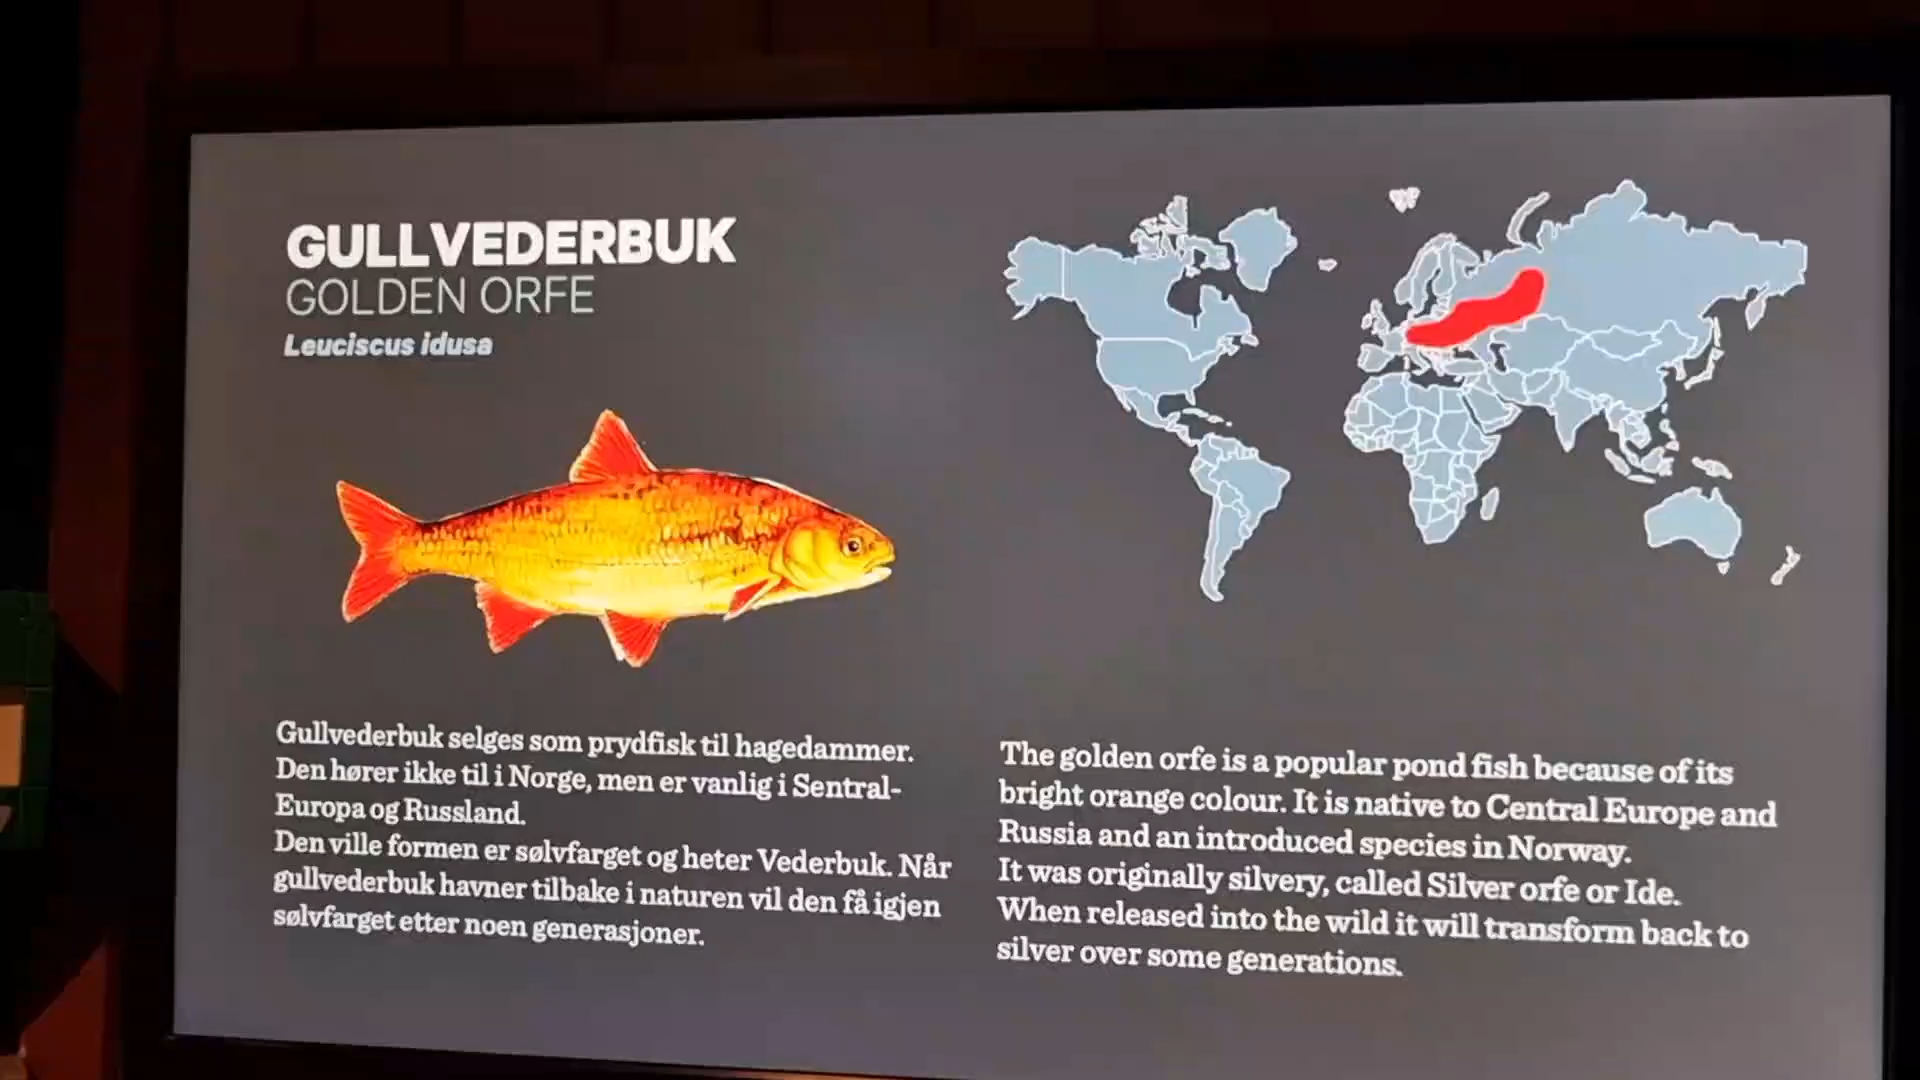 GULLVEDERBUK
GOLDEN ORFE
Leuciscus idusa
Gullvederbuk selges som prydfisk til hagedammer.
Den hører ikke til i Norge, men er vanlig i Sentral-
Europa og Russland.
Den ville formen er sølvfarget og heter Vederbuk. Når
gullvederbuk havner tilbake i naturen vil den få igjen
sølvfarget etter noen generasjoner.
The golden orfe is a popular pond fish because of its
bright orange colour. It is native to Central Europe and
Russia and an introduced species in Norway.
It was originally silvery, called Silver orfe or Ide.
When released into the wild it will transform back to
silver over some generations.